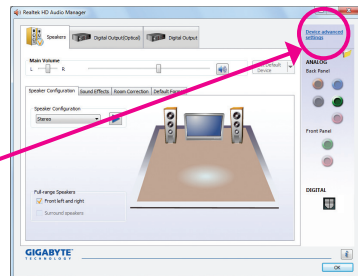 Realtek HD Audio Manager
Speakers
Digital Output(Optical)
Digital Output
Device advanced
settings
Main Volume
L
R
Default
Device
ANALOG
Back Panel
Speaker Configuration
Sound Effects
Room Correction
Default Format
Speaker Configuration
Stereo
Front Panel
Full-range Speakers
Front left and right
Surround speakers
DIGITAL
GIGABYTE
TECHNOLOGY
OK